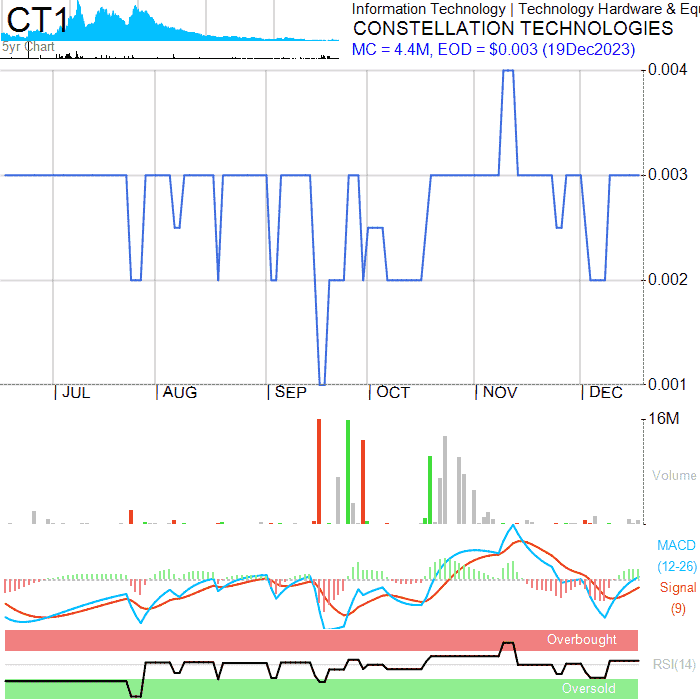 CT1
5yr Chart
Information Technology | Technology Hardware & Equ
CONSTELLATION TECHNOLOGIES
MC = 4.4M, EOD = $0.003 (19Dec2023)
0.004
0.003
0.002
0.001
JUL
AUG
SEP
OCT
NOV
DEC
16M
Volume
MACD
(12-26)
Signal
(9)
Overbought
RSI(14)
Oversold